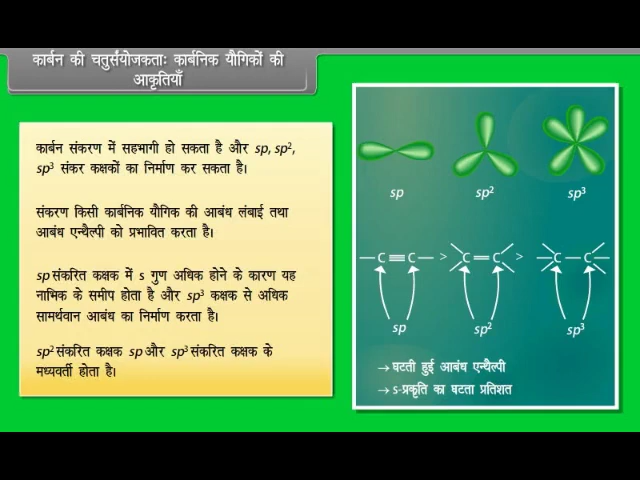 कार्बन की चतुर्संयोजकताः कार्बनिक यौगिकों की
आकृतियाँ
कार्बन संकरण में सहभागी हो सकता है और sp, sp²,
sp³ संकर कक्षकों का निर्माण कर सकता है।
संकरण किसी कार्बनिक यौगिक की आबंध लंबाई तथा
आबंध एन्थैल्पी को प्रभावित करता है।
sp संकरित कक्षक में s गुण अधिक होने के कारण यह
नाभिक के समीप होता है और sp³ कक्षक से अधिक
सामर्थवान आबंध का निर्माण करता है।
sp² संकरित कक्षक sp और sp³ संकरित कक्षक के
मध्यवर्ती होता है।
sp sp² sp³
— C ≡ C — > C = C > C — C
sp sp² sp³
→ घटती हुई आबंध एन्थैल्पी
→ s-प्रकृति का घटता प्रतिशत